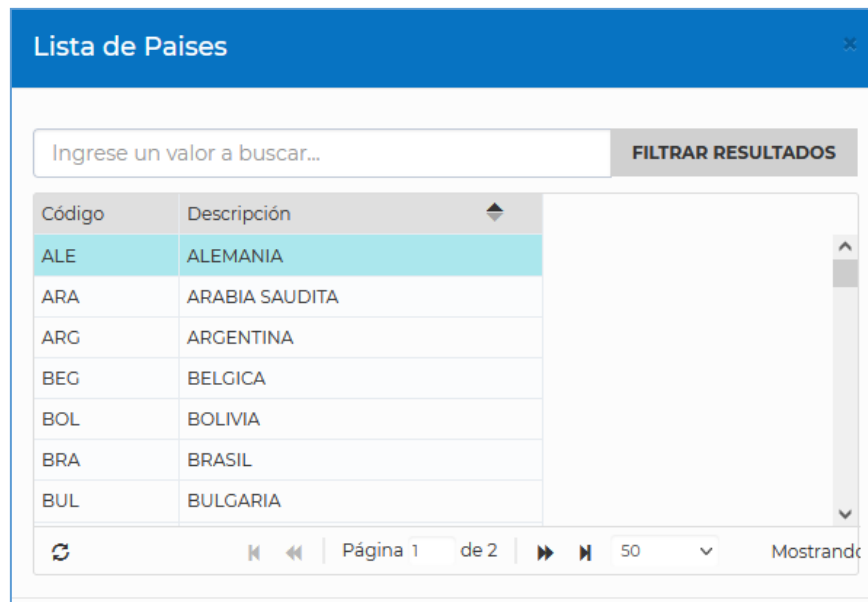 Lista de Paises
Ingrese un valor a buscar... FILTRAR RESULTADOS
Código Descripción
ALE ALEMANIA
ARA ARABIA SAUDITA
ARG ARGENTINA
BEG BELGICA
BOL BOLIVIA
BRA BRASIL
BUL BULGARIA
Página 1 de 2 50 Mostrando